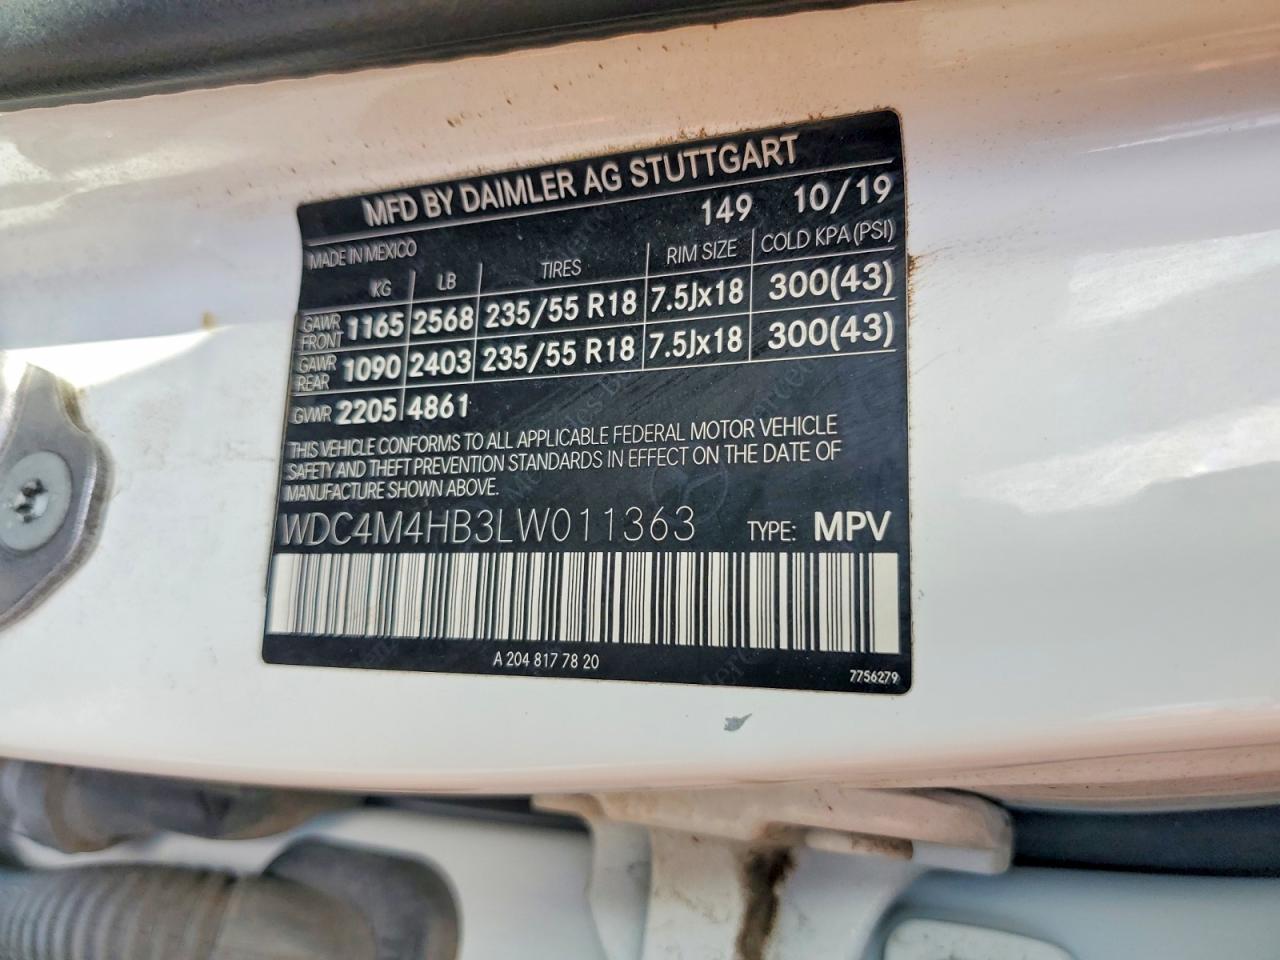 MFD BY DAIMLER AG STUTTGART
149 10/19
MADE IN MEXICO
KG LB TIRES RIM SIZE COLD KPA (PSI)
GAWR FRONT 1165 2568 235/55 R18 7.5Jx18 300(43)
GAWR REAR 1090 2403 235/55 R18 7.5Jx18 300(43)
GVWR 2205 4861
THIS VEHICLE CONFORMS TO ALL APPLICABLE FEDERAL MOTOR VEHICLE
SAFETY AND THEFT PREVENTION STANDARDS IN EFFECT ON THE DATE OF
MANUFACTURE SHOWN ABOVE.
WDC4M4HB3LW011363 TYPE: MPV
A 204 817 78 20
7756279